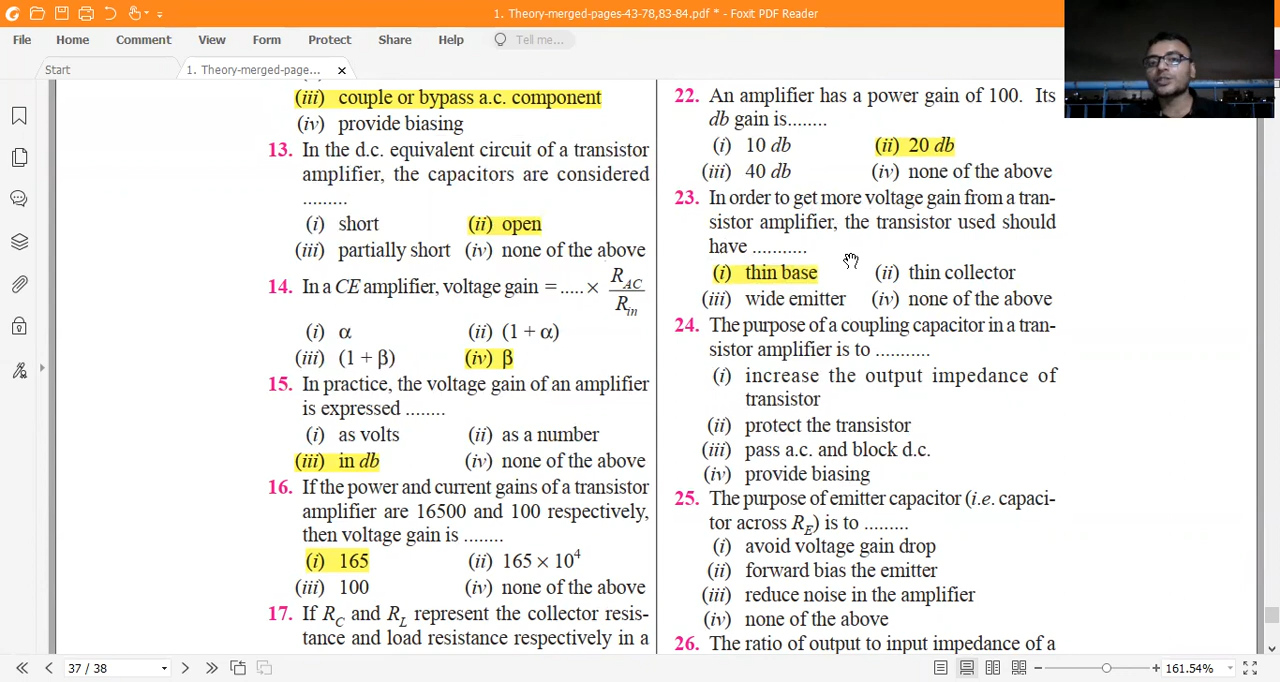 1. Theory-merged-pages-43-78,83-84.pdf * - Foxit PDF Reader
File Home Comment View Form Protect Share Help Tell me...
Start 1. Theory-merged-page...
(iii) couple or bypass a.c. component
(iv) provide biasing
13. In the d.c. equivalent circuit of a transistor
amplifier, the capacitors are considered
.........
(i) short (ii) open
(iii) partially short (iv) none of the above
14. In a CE amplifier, voltage gain = ..... × R_AC / R_in
(i) α (ii) (1 + α)
(iii) (1 + β) (iv) β
15. In practice, the voltage gain of an amplifier
is expressed ........
(i) as volts (ii) as a number
(iii) in db (iv) none of the above
16. If the power and current gains of a transistor
amplifier are 16500 and 100 respectively,
then voltage gain is ........
(i) 165 (ii) 165 × 10⁴
(iii) 100 (iv) none of the above
17. If R_C and R_L represent the collector resis-
tance and load resistance respectively in a
22. An amplifier has a power gain of 100. Its
db gain is........
(i) 10 db (ii) 20 db
(iii) 40 db (iv) none of the above
23. In order to get more voltage gain from a tran-
sistor amplifier, the transistor used should
have ...........
(i) thin base (ii) thin collector
(iii) wide emitter (iv) none of the above
24. The purpose of a coupling capacitor in a tran-
sistor amplifier is to ...........
(i) increase the output impedance of
transistor
(ii) protect the transistor
(iii) pass a.c. and block d.c.
(iv) provide biasing
25. The purpose of emitter capacitor (i.e. capaci-
tor across R_E) is to .........
(i) avoid voltage gain drop
(ii) forward bias the emitter
(iii) reduce noise in the amplifier
(iv) none of the above
26. The ratio of output to input impedance of a
37 / 38 161.54%